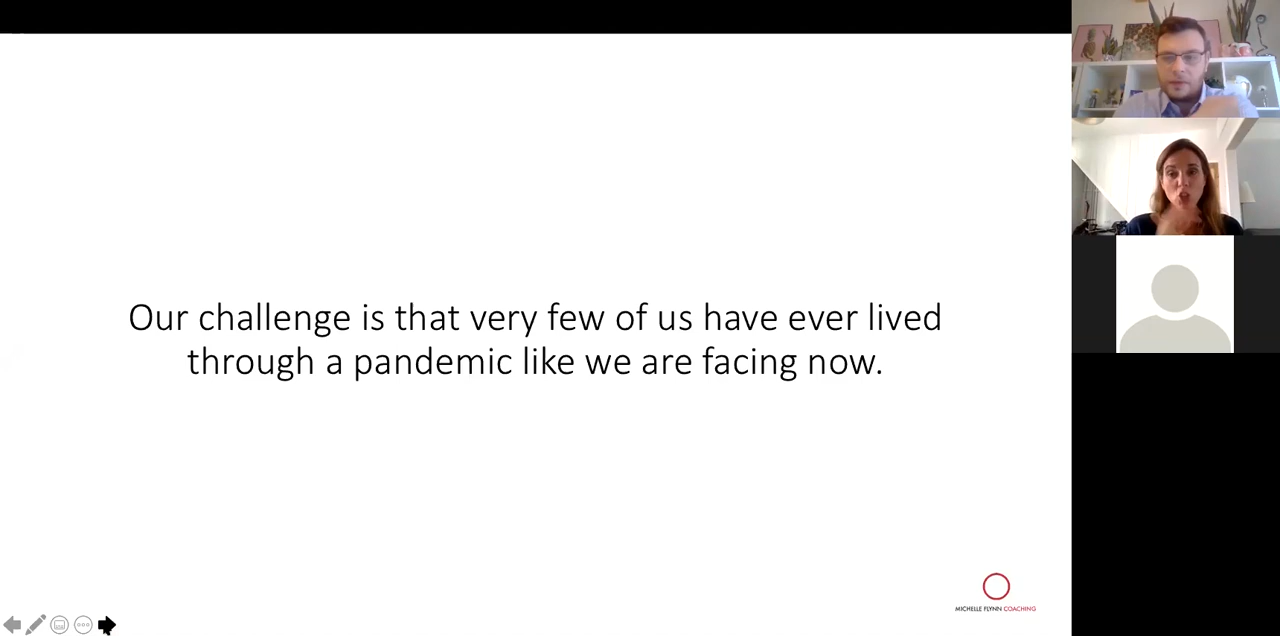 Our challenge is that very few of us have ever lived
through a pandemic like we are facing now.
MICHELLE FLYNN COACHING